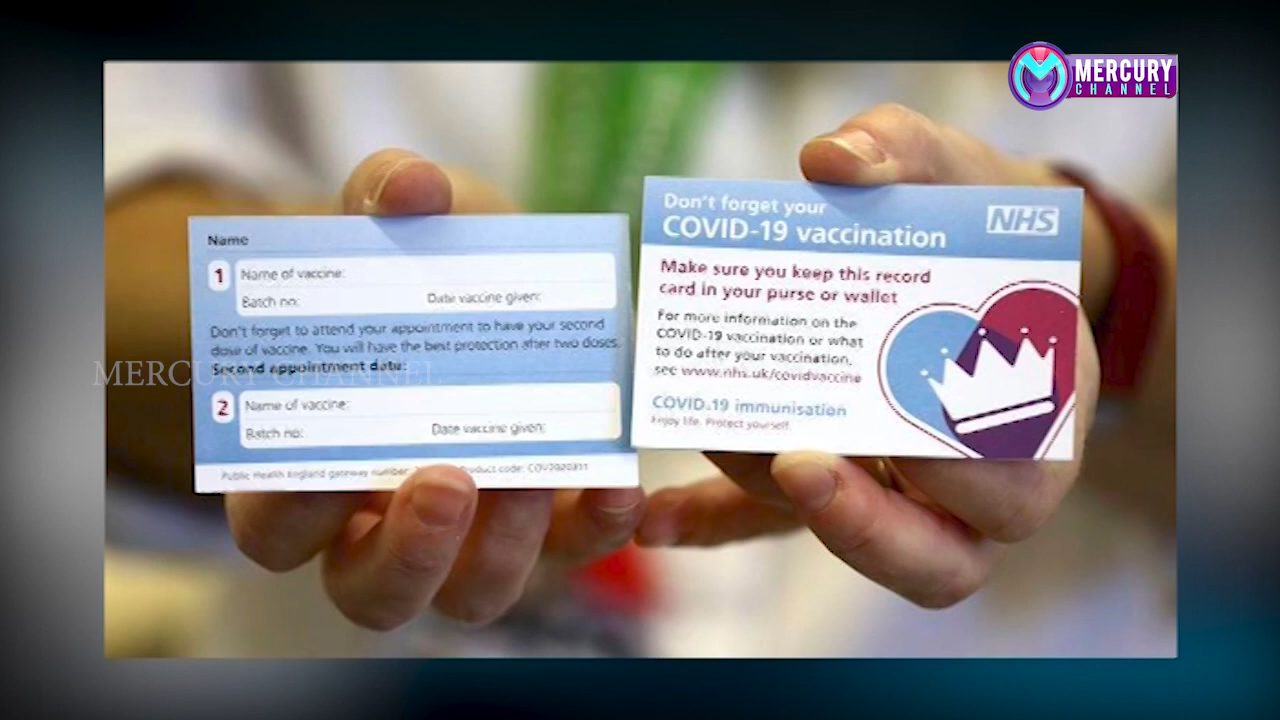 MERCURY
CHANNEL
Name
1
Name of vaccine:
Batch no:
Date vaccine given:
Don't forget to attend your appointment to have your second
dose of vaccine. You will have the best protection after two doses.
Second appointment date:
2
Name of vaccine:
Batch no:
Date vaccine given:
Public Health England gateway number:
Product code: COV2020311
Don't forget your
COVID-19 vaccination
NHS
Make sure you keep this record
card in your purse or wallet
For more information on the
COVID-19 vaccination or what
to do after your vaccination,
see www.nhs.uk/covidvaccine
COVID-19 immunisation
Enjoy life. Protect yourself.
MERCURY CHANNEL